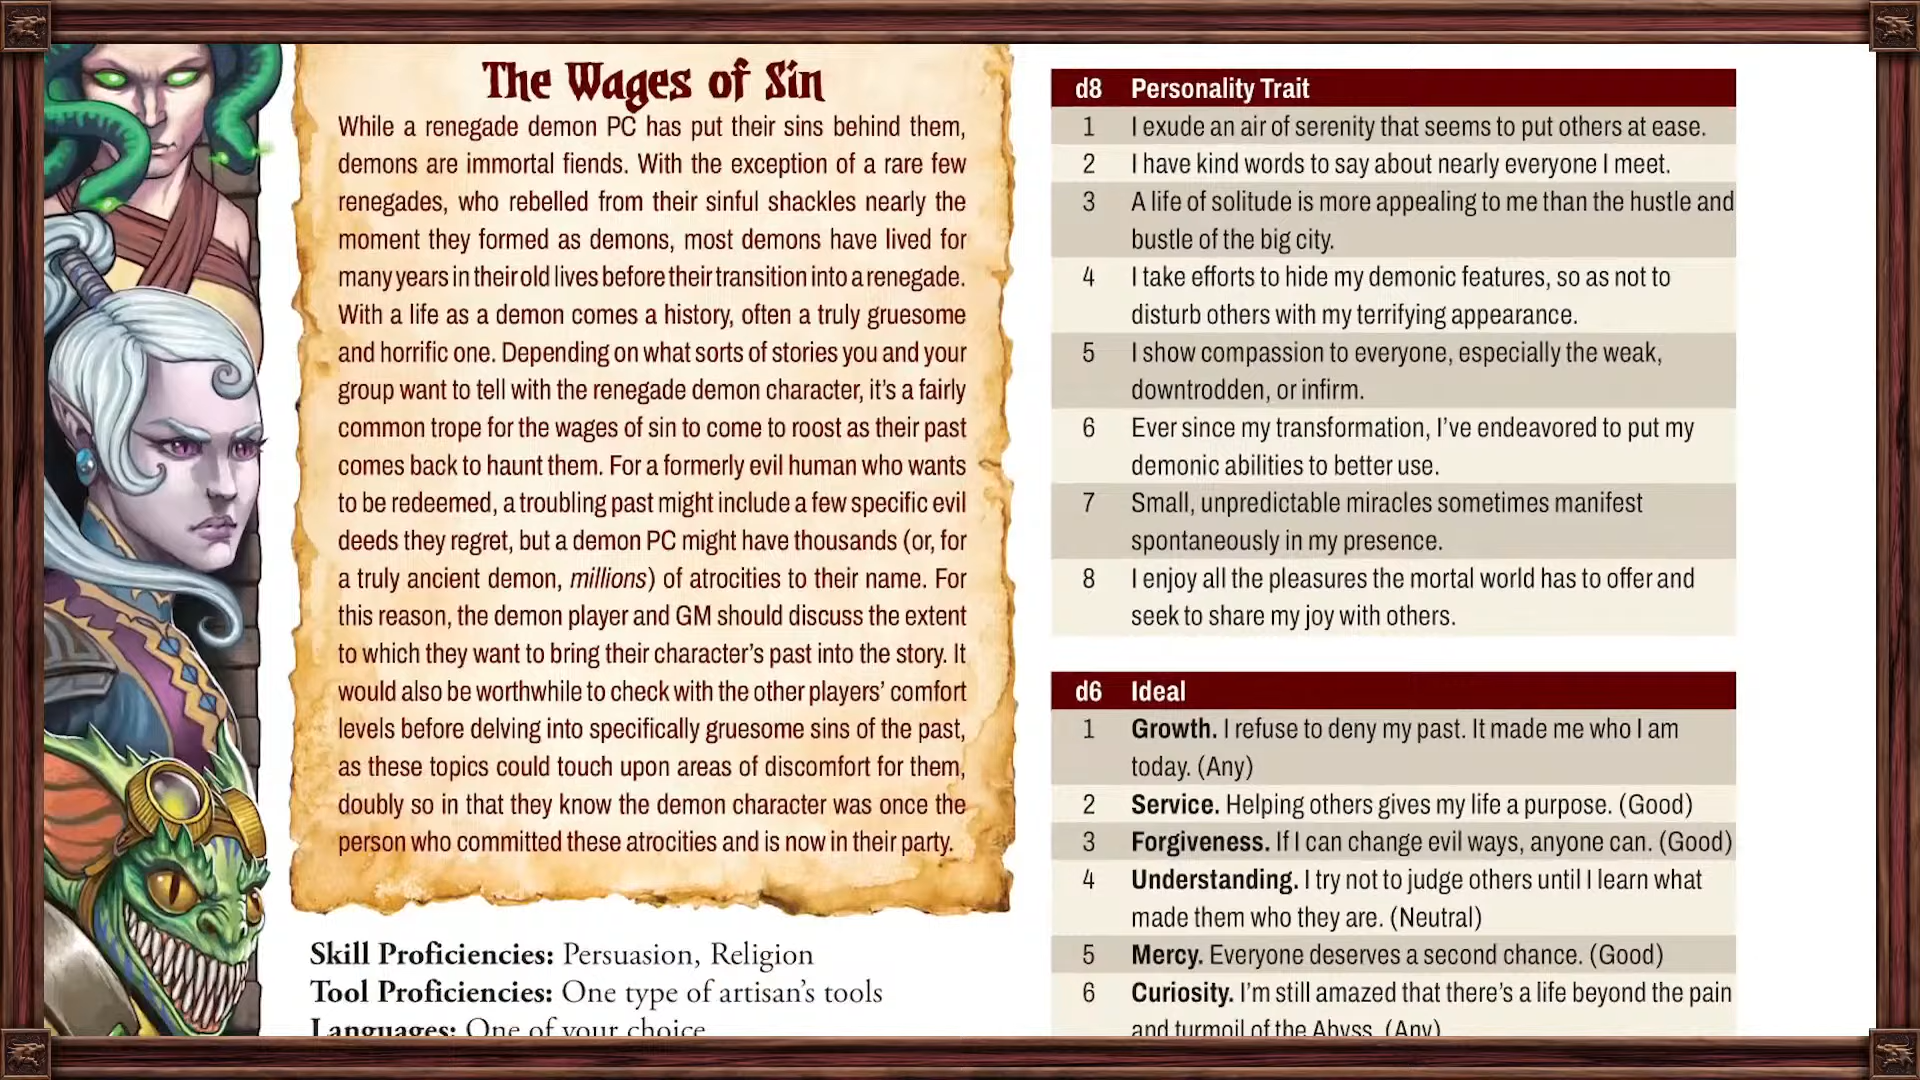 The Wages of Sin
While a renegade demon PC has put their sins behind them,
demons are immortal fiends. With the exception of a rare few
renegades, who rebelled from their sinful shackles nearly the
moment they formed as demons, most demons have lived for
many years in their old lives before their transition into a renegade.
With a life as a demon comes a history, often a truly gruesome
and horrific one. Depending on what sorts of stories you and your
group want to tell with the renegade demon character, it's a fairly
common trope for the wages of sin to come to roost as their past
comes back to haunt them. For a formerly evil human who wants
to be redeemed, a troubling past might include a few specific evil
deeds they regret, but a demon PC might have thousands (or, for
a truly ancient demon, millions) of atrocities to their name. For
this reason, the demon player and GM should discuss the extent
to which they want to bring their character's past into the story. It
would also be worthwhile to check with the other players' comfort
levels before delving into specifically gruesome sins of the past,
as these topics could touch upon areas of discomfort for them,
doubly so in that they know the demon character was once the
person who committed these atrocities and is now in their party.
Skill Proficiencies: Persuasion, Religion
Tool Proficiencies: One type of artisan's tools
Languages: One of your choice
d8 Personality Trait
1 I exude an air of serenity that seems to put others at ease.
2 I have kind words to say about nearly everyone I meet.
3 A life of solitude is more appealing to me than the hustle and
bustle of the big city.
4 I take efforts to hide my demonic features, so as not to
disturb others with my terrifying appearance.
5 I show compassion to everyone, especially the weak,
downtrodden, or infirm.
6 Ever since my transformation, I've endeavored to put my
demonic abilities to better use.
7 Small, unpredictable miracles sometimes manifest
spontaneously in my presence.
8 I enjoy all the pleasures the mortal world has to offer and
seek to share my joy with others.
d6 Ideal
1 Growth. I refuse to deny my past. It made me who I am
today. (Any)
2 Service. Helping others gives my life a purpose. (Good)
3 Forgiveness. If I can change evil ways, anyone can. (Good)
4 Understanding. I try not to judge others until I learn what
made them who they are. (Neutral)
5 Mercy. Everyone deserves a second chance. (Good)
6 Curiosity. I'm still amazed that there's a life beyond the pain
and turmoil of the Abyss. (Any)